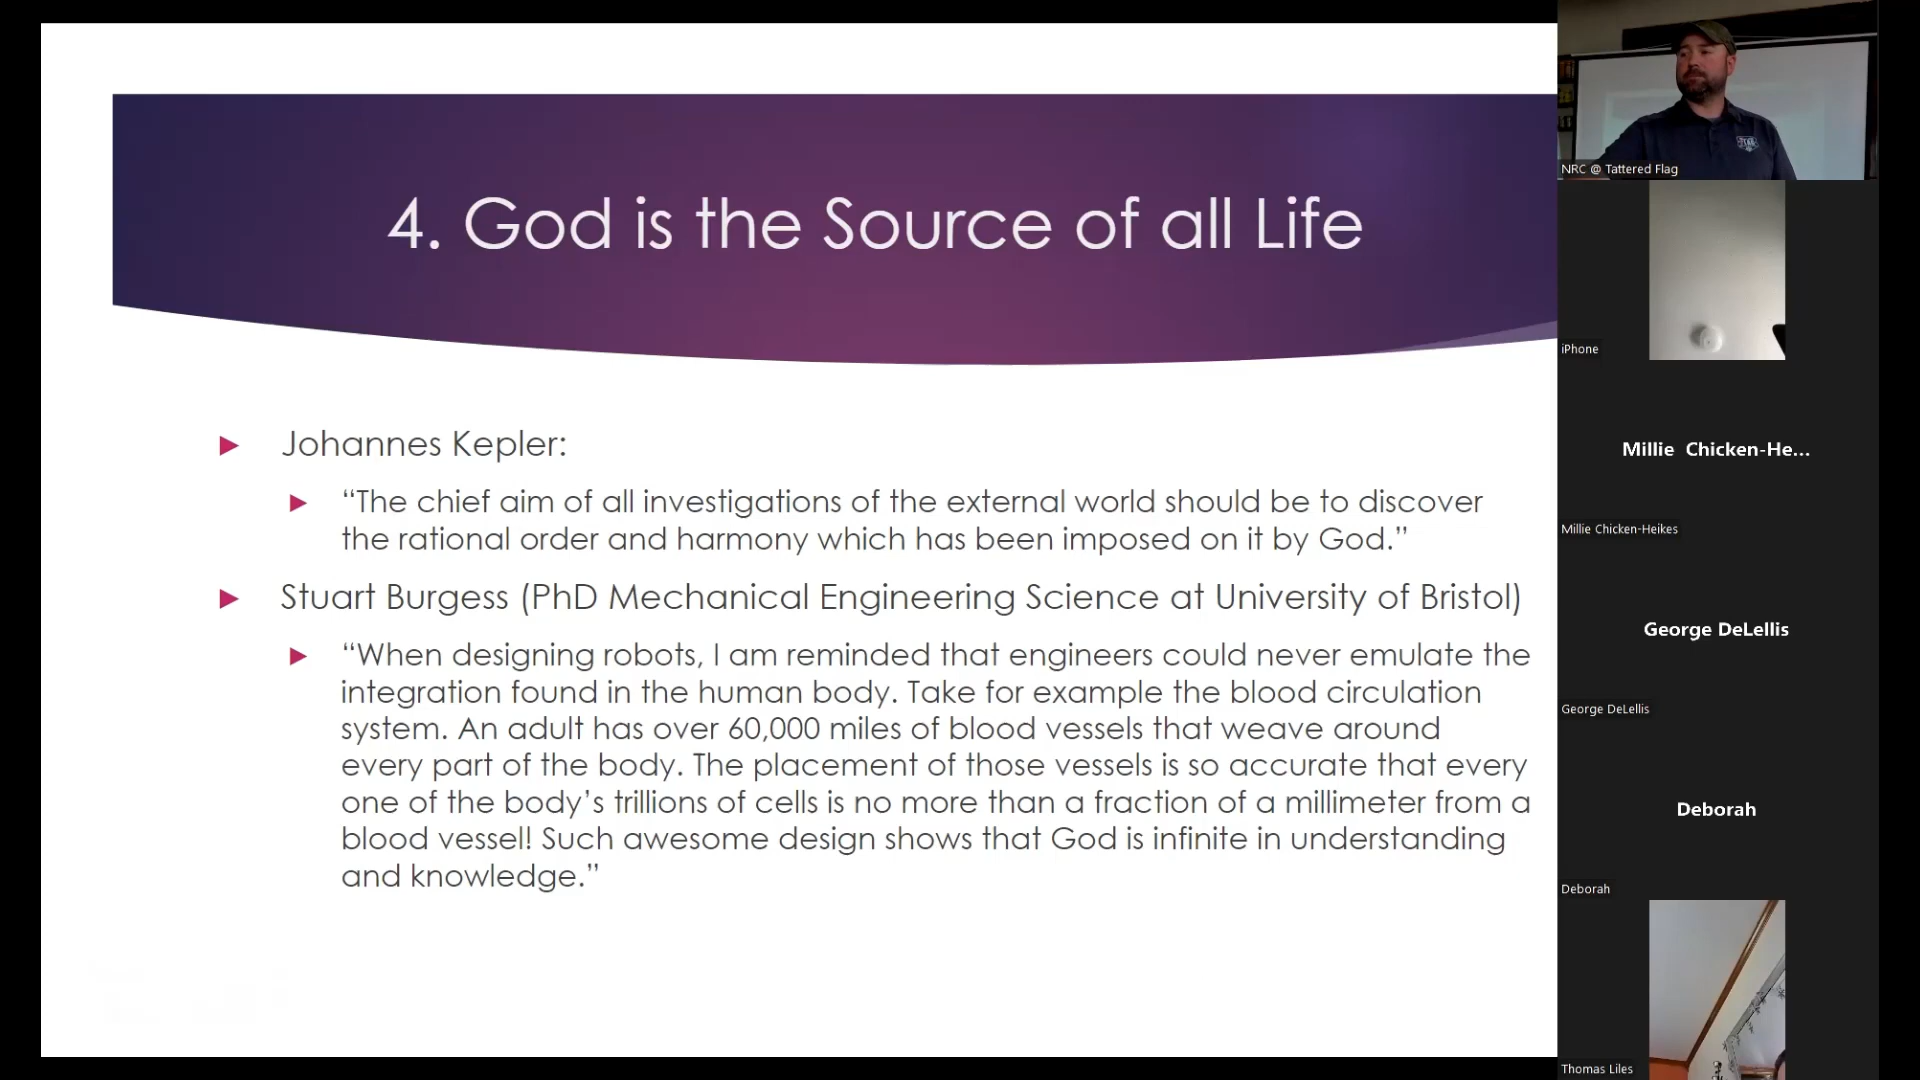 4. God is the Source of all Life
Johannes Kepler:
“The chief aim of all investigations of the external world should be to discover
the rational order and harmony which has been imposed on it by God.”
Stuart Burgess (PhD Mechanical Engineering Science at University of Bristol)
“When designing robots, I am reminded that engineers could never emulate the
integration found in the human body. Take for example the blood circulation
system. An adult has over 60,000 miles of blood vessels that weave around
every part of the body. The placement of those vessels is so accurate that every
one of the body’s trillions of cells is no more than a fraction of a millimeter from a
blood vessel! Such awesome design shows that God is infinite in understanding
and knowledge.”
NRC @ Tattered Flag
iPhone
Millie Chicken-He...
Millie Chicken-Heikes
George DeLellis
George DeLellis
Deborah
Deborah
Thomas Liles